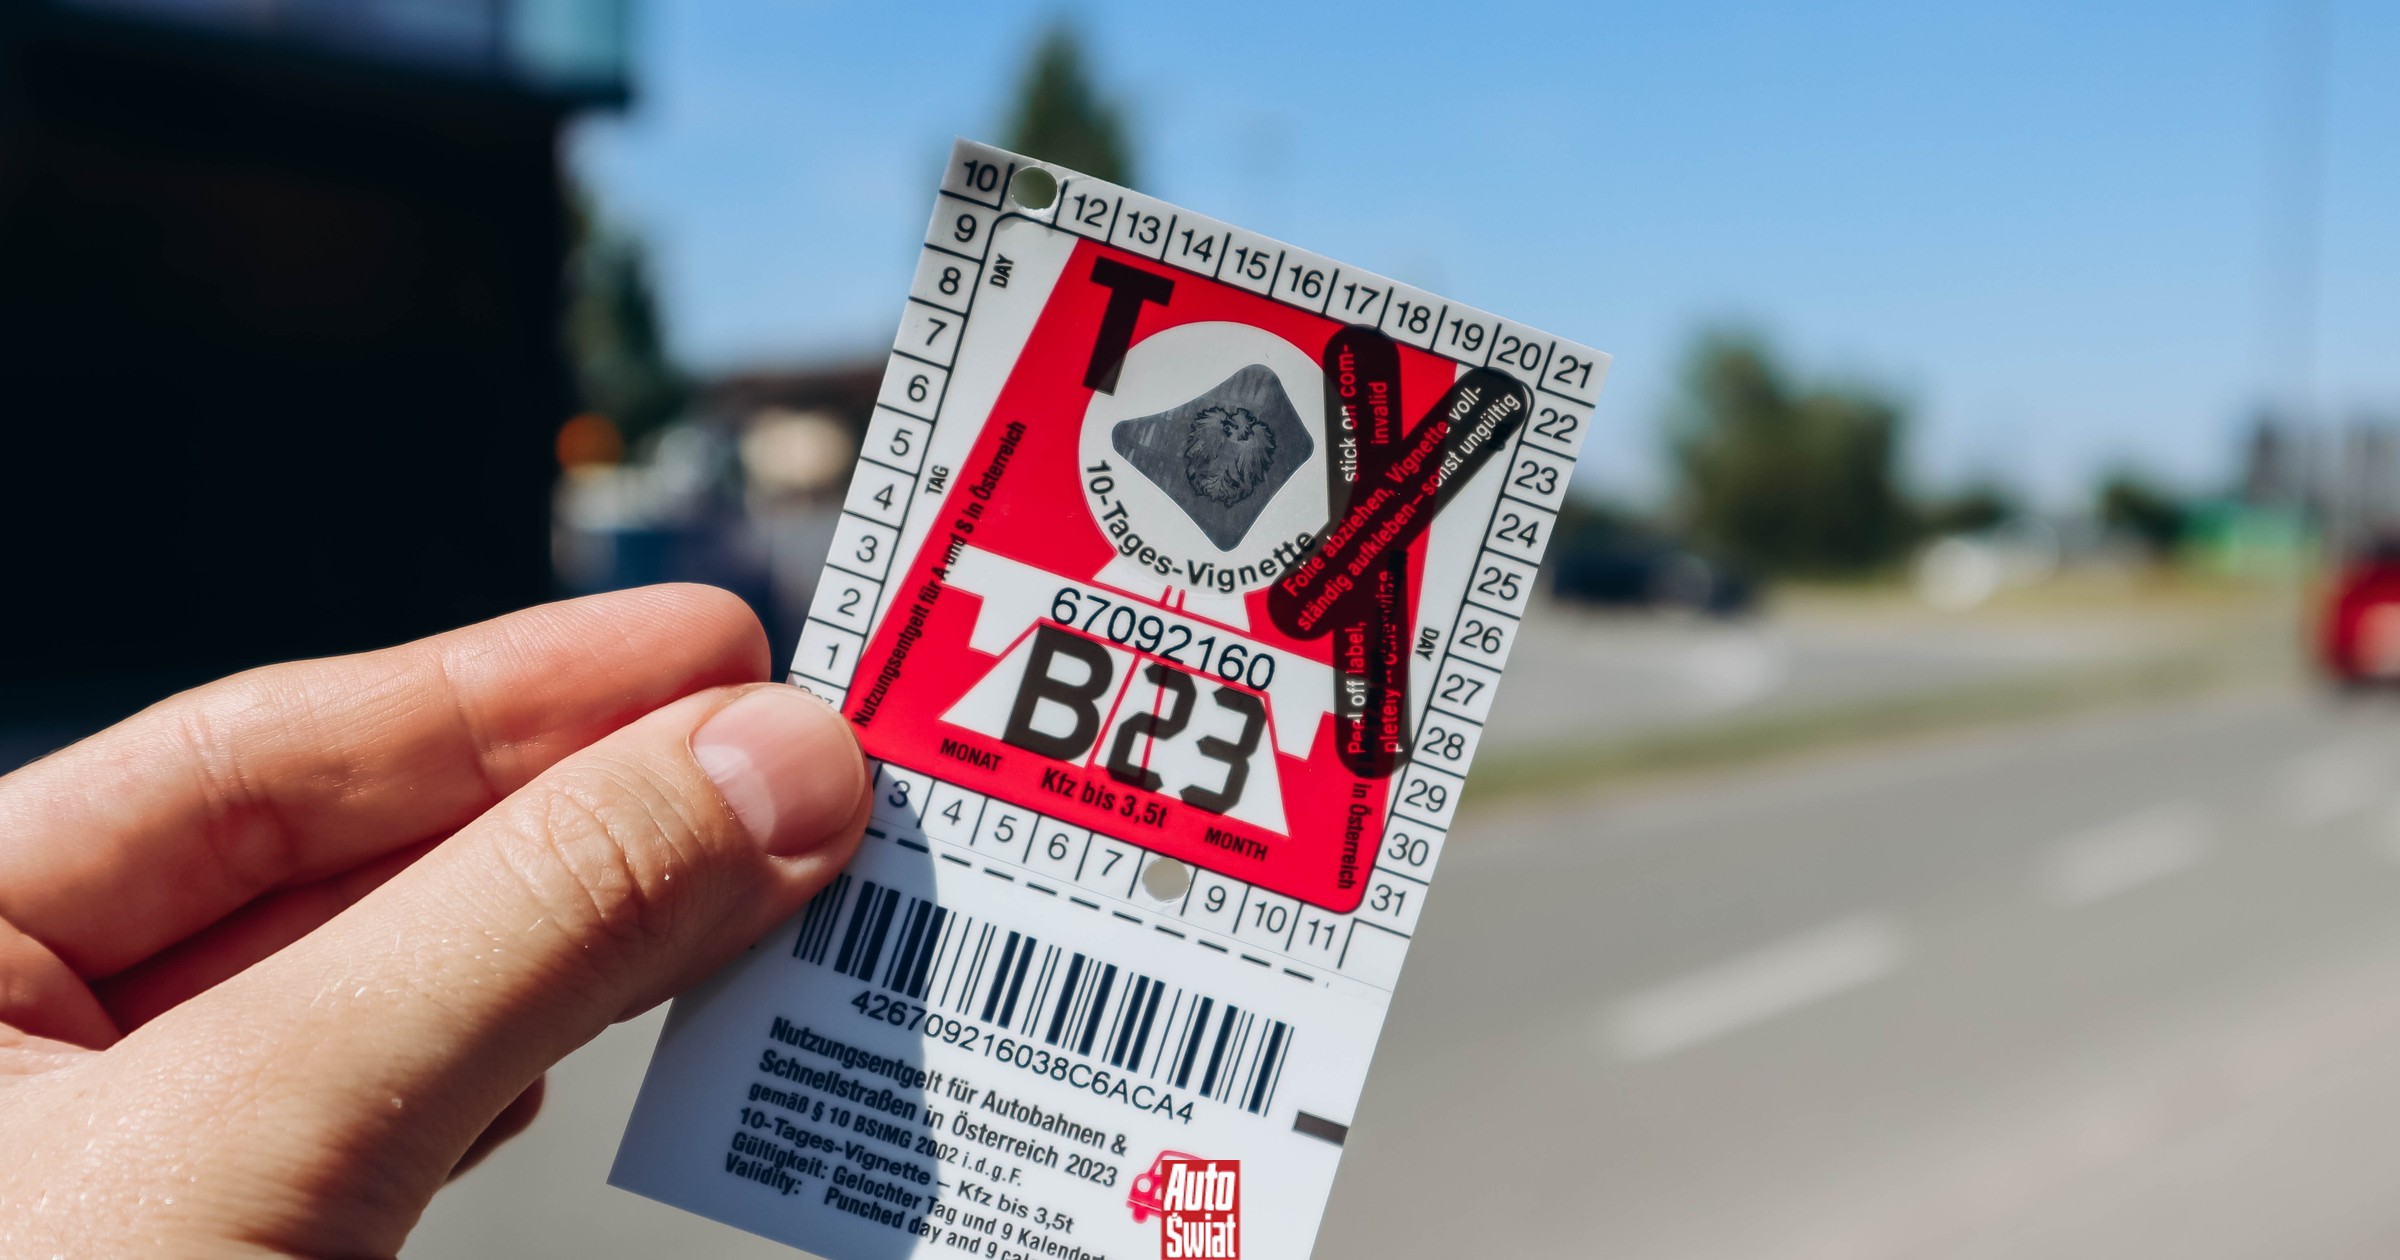 10 12 13 14 15 16 17 18 19 20 21
9
8
7
6
5
4
3
2
1
DAY
TAG
22
23
24
25
26
27
28
29
30
31
DAY
T
10-Tages-Vignette
Nutzungsentgelt für A und S in Österreich
stick on com-
invalid
Folie abziehen, Vignette voll-
ständig aufkleben – sonst ungültig
Peel off label,
pletely – otherwise
in Österreich
67092160
B23
MONAT
Kfz bis 3,5t
MONTH
3 4 5 6 7 9 10 11
42670921603 8C6ACA4
Nutzungsentgelt für Autobahnen &
Schnellstraßen in Österreich 2023
gemäß § 10 BStMG 2002 i.d.g.F.
10-Tages-Vignette – Kfz bis 3,5t
Gültigkeit: Gelochter Tag und 9
Validity: Punched day and 9
Auto
Świat